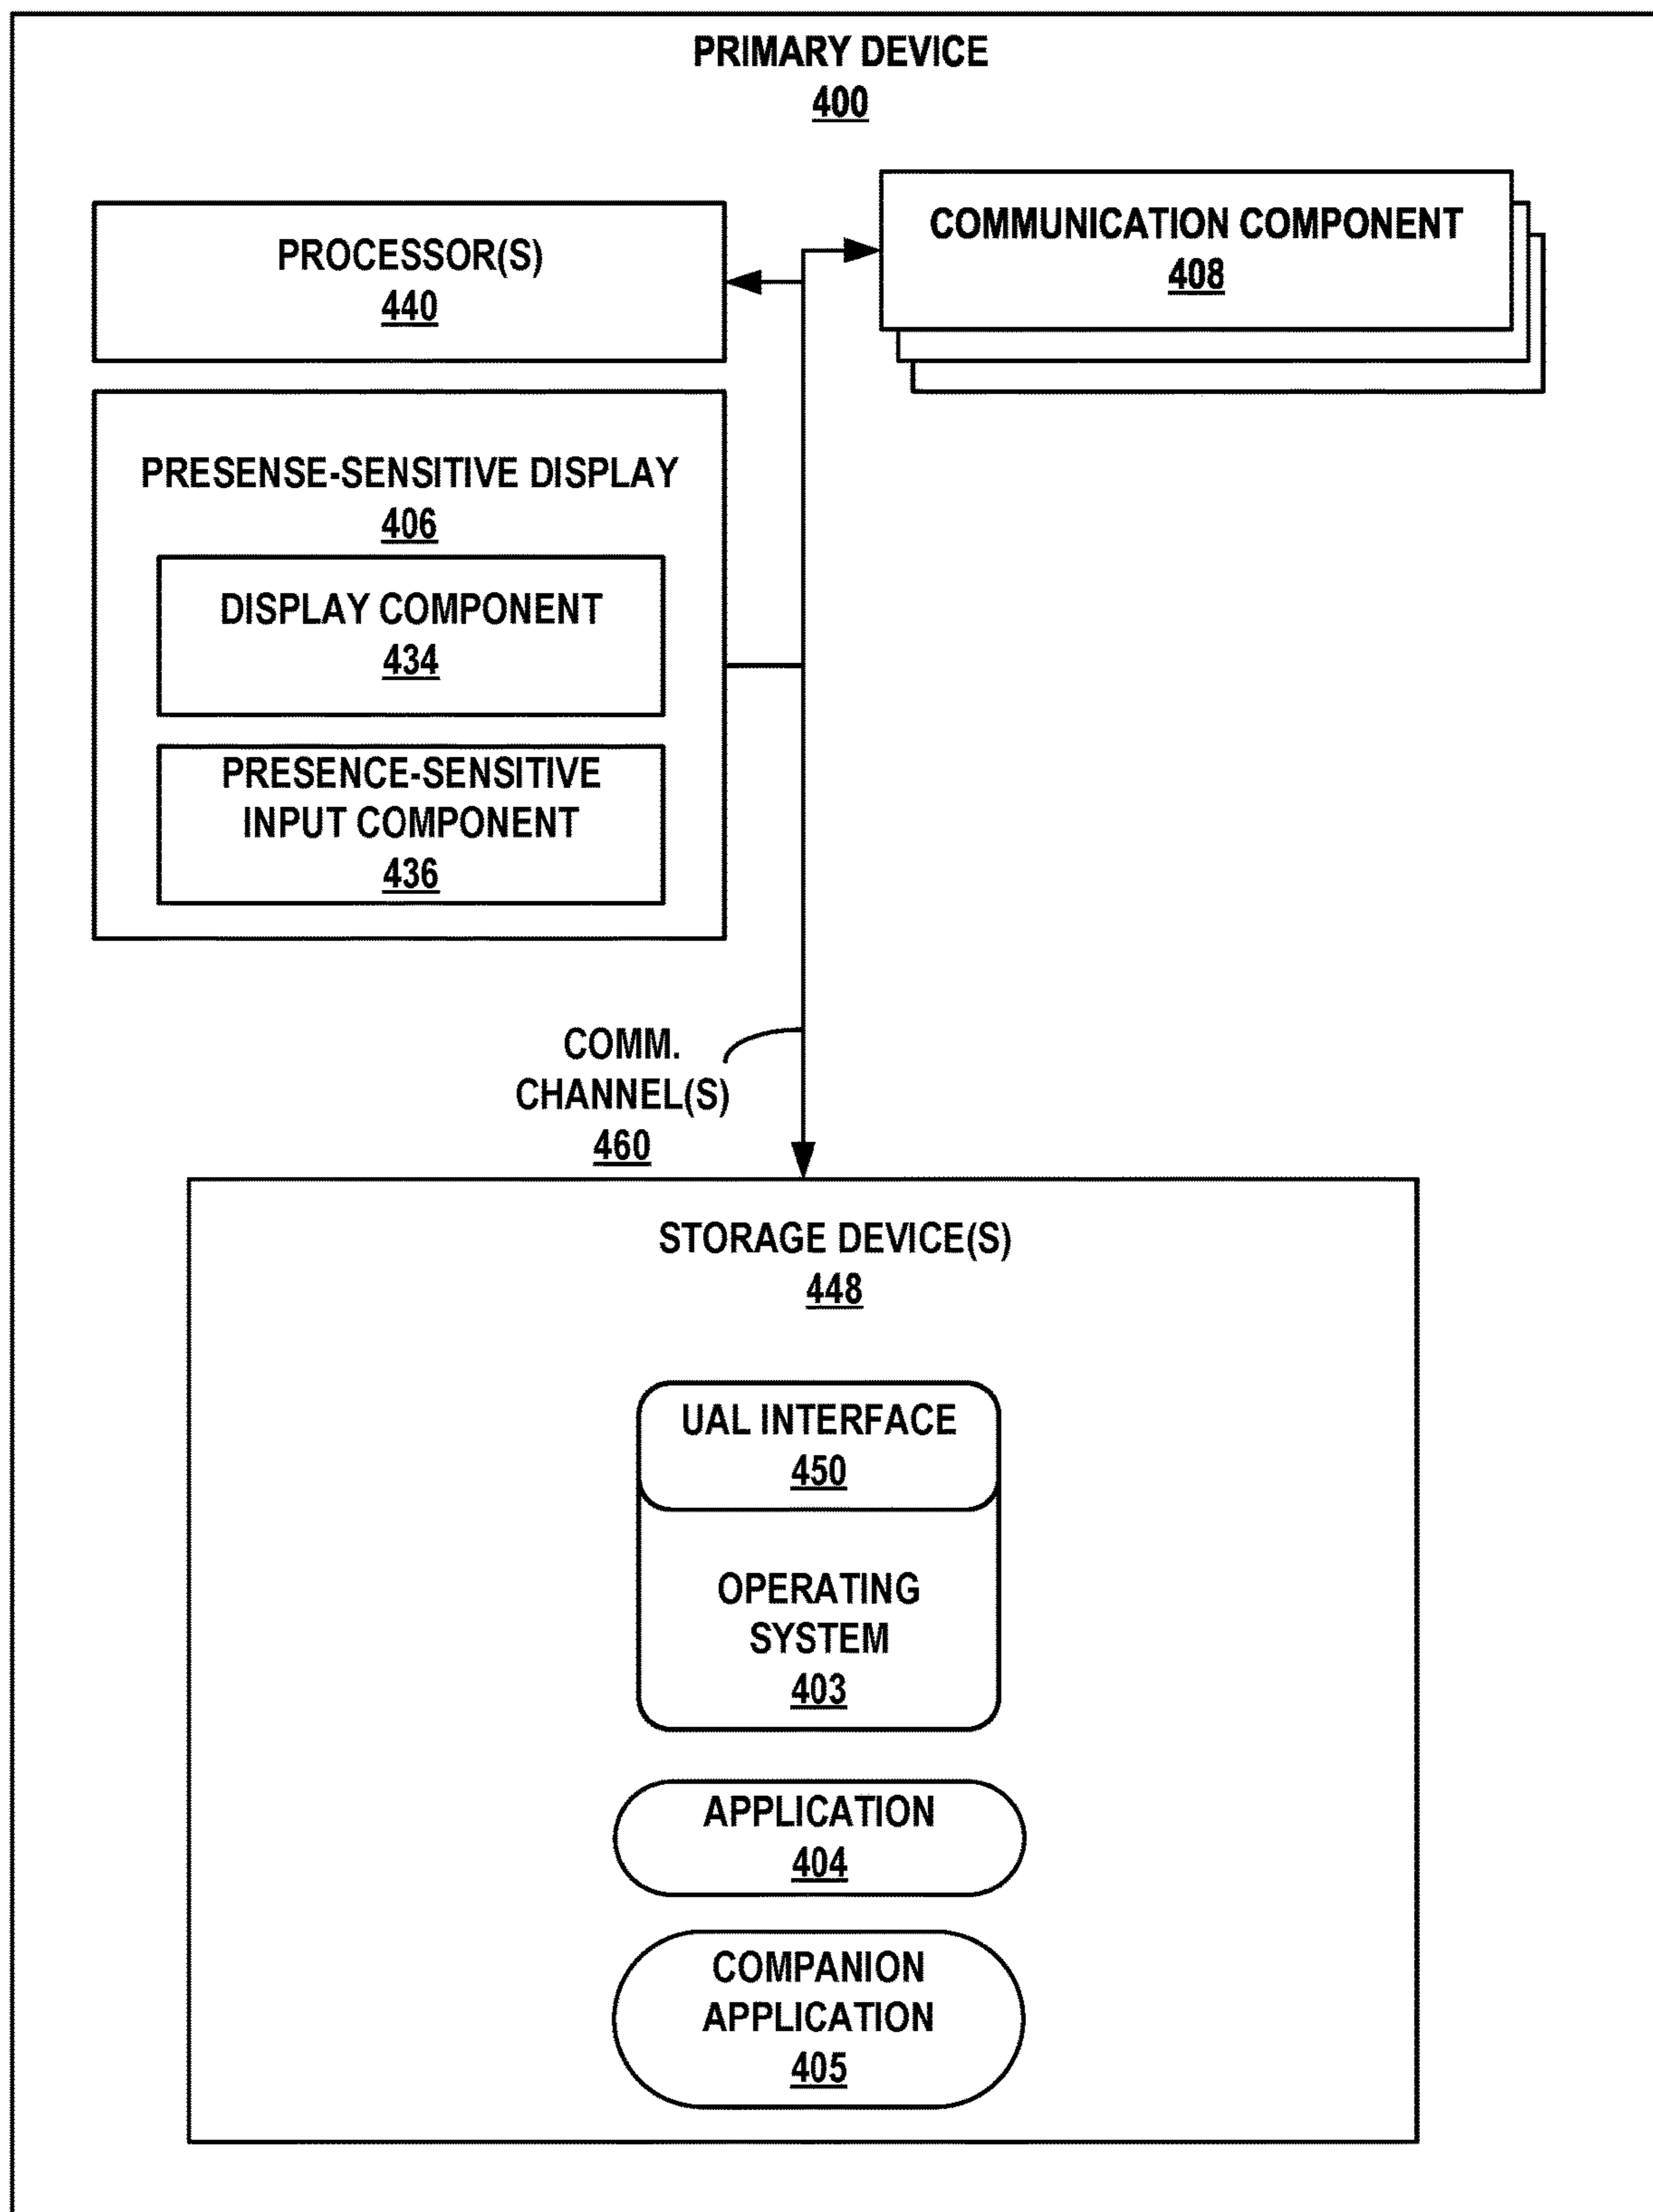 PRIMARY DEVICE
400
PROCESSOR(S)
440
COMMUNICATION COMPONENT
408
PRESENSE-SENSITIVE DISPLAY
406
DISPLAY COMPONENT
434
PRESENCE-SENSITIVE
INPUT COMPONENT
436
COMM.
CHANNEL(S)
460
STORAGE DEVICE(S)
448
UAL INTERFACE
450
OPERATING
SYSTEM
403
APPLICATION
404
COMPANION
APPLICATION
405